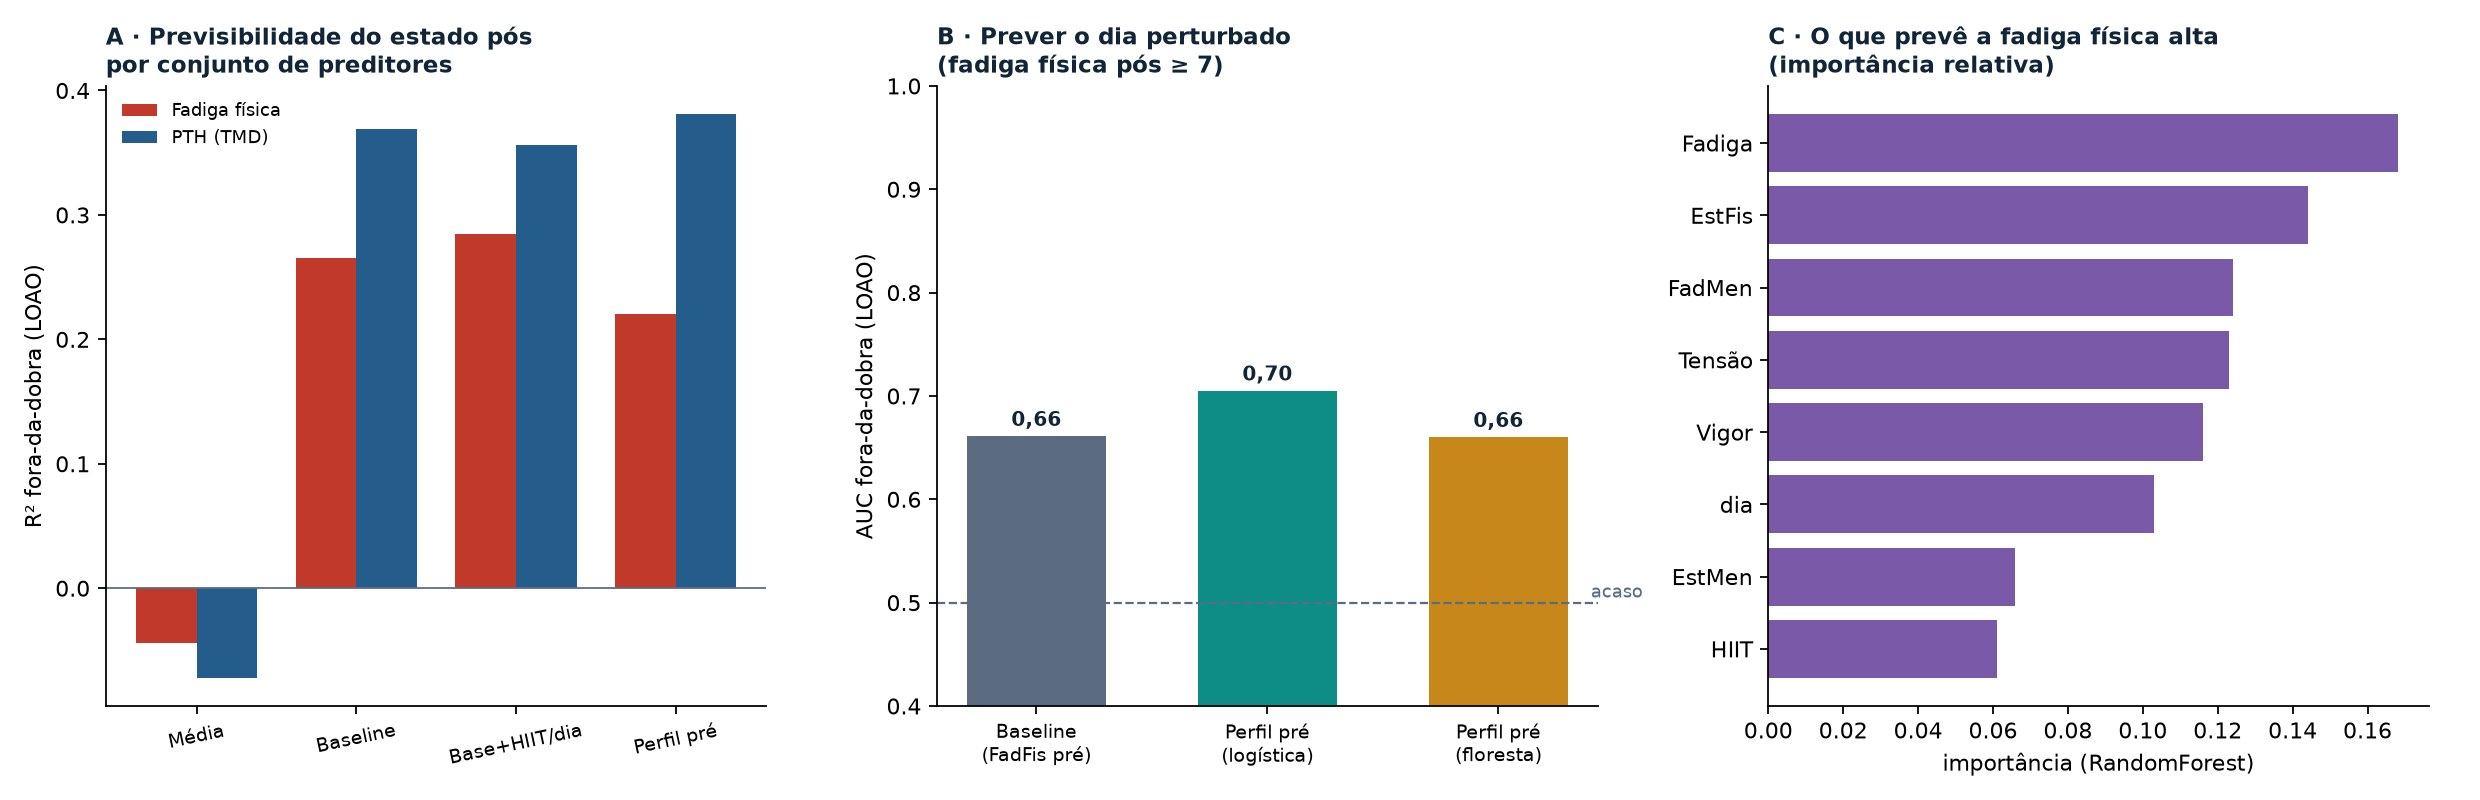 A · Previsibilidade do estado pós
por conjunto de preditores
R² fora-da-dobra (LOAO)
0.4
0.3
0.2
0.1
0.0
Fadiga física
PTH (TMD)
Média
Baseline
Base+HIIT/dia
Perfil pré
B · Prever o dia perturbado
(fadiga física pós ≥ 7)
AUC fora-da-dobra (LOAO)
1.0
0.9
0.8
0.7
0.6
0.5
0.4
0,66
0,70
0,66
acaso
Baseline
(FadFis pré)
Perfil pré
(logística)
Perfil pré
(floresta)
C · O que prevê a fadiga física alta
(importância relativa)
Fadiga
EstFis
FadMen
Tensão
Vigor
dia
EstMen
HIIT
0.00 0.02 0.04 0.06 0.08 0.10 0.12 0.14 0.16
importância (RandomForest)